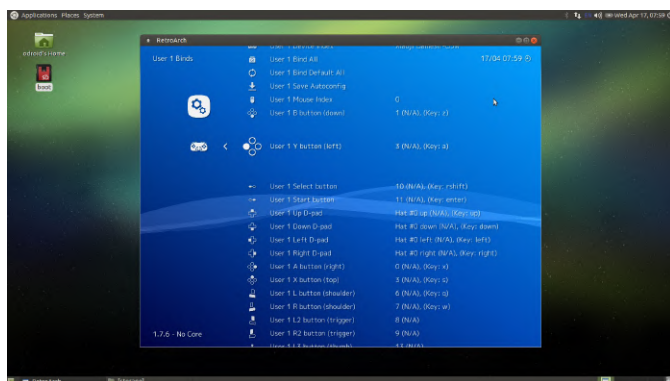 Applications Places System
Wed Apr 17, 07:59
odroid's Home
boot
RetroArch
User 1 Binds
17/04 07:59
User 1 Bind All
User 1 Bind Default All
User 1 Save Autoconfig
User 1 Mouse Index 0
User 1 B button (down) 1 (N/A), (Key: z)
User 1 Y button (left) 3 (N/A), (Key: a)
User 1 Select button 10 (N/A), (Key: rshift)
User 1 Start button 11 (N/A), (Key: enter)
User 1 Up D-pad Hat #0 up (N/A), (Key: up)
User 1 Down D-pad Hat #0 down (N/A), (Key: down)
User 1 Left D-pad Hat #0 left (N/A), (Key: left)
User 1 Right D-pad Hat #0 right (N/A), (Key: right)
User 1 A button (right) 0 (N/A), (Key: x)
User 1 X button (top) 3 (N/A), (Key: s)
User 1 L button (shoulder) 6 (N/A), (Key: q)
User 1 R button (shoulder) 7 (N/A), (Key: w)
User 1 L2 button (trigger) 8 (N/A)
User 1 R2 button (trigger) 9 (N/A)
1.7.6 - No Core
User 1 L3 button (thumb) 13 (N/A)
RetroArch